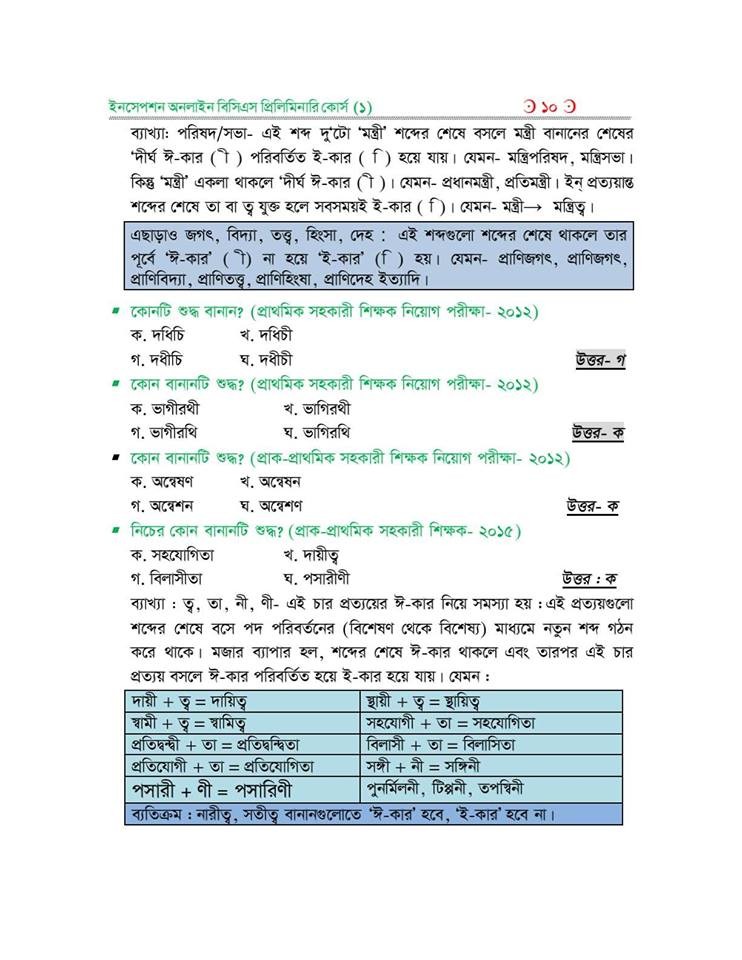 ইনসেপশন অনলাইন বিসিএস প্রিলিমিনারি কোর্স (১) ১০
ব্যাখ্যা: পরিষদ/সভা- এই শব্দ দু'টো ‘মন্ত্রী’ শব্দের শেষে বসলে মন্ত্রী বানানের শেষের
‘দীর্ঘ ঈ-কার ( ী ) পরিবর্তিত ই-কার ( ি ) হয়ে যায়। যেমন- মন্ত্রিপরিষদ, মন্ত্রিসভা।
কিন্তু ‘মন্ত্রী’ একলা থাকলে ‘দীর্ঘ ঈ-কার ( ী )। যেমন- প্রধানমন্ত্রী, প্রতিমন্ত্রী। ইন্ প্রত্যয়ান্ত
শব্দের শেষে তা বা ত্ব যুক্ত হলে সবসময়ই ই-কার ( ি )। যেমন- মন্ত্রী→ মন্ত্রিত্ব।
এছাড়াও জগৎ, বিদ্যা, তত্ত্ব, হিংসা, দেহ : এই শব্দগুলো শব্দের শেষে থাকলে তার
পূর্বে ‘ঈ-কার’ ( ী) না হয়ে ‘ই-কার’ ( ি ) হয়। যেমন- প্রাণিজগৎ, প্রাণিজগৎ,
প্রাণিবিদ্যা, প্রাণিতত্ত্ব, প্রাণিহিংষা, প্রাণিদেহ ইত্যাদি।
কোনটি শুদ্ধ বানান? (প্রাথমিক সহকারী শিক্ষক নিয়োগ পরীক্ষা- ২০১২)
ক. দধিচি খ. দধিচী
গ. দধীচি ঘ. দধীচী উত্তর- গ
কোন বানানটি শুদ্ধ? (প্রাথমিক সহকারী শিক্ষক নিয়োগ পরীক্ষা- ২০১২)
ক. ভাগীরথী খ. ভাগিরথী
গ. ভাগীরথি ঘ. ভাগিরথি উত্তর- ক
কোন বানানটি শুদ্ধ? (প্রাক-প্রাথমিক সহকারী শিক্ষক নিয়োগ পরীক্ষা- ২০১২)
ক. অন্বেষণ খ. অন্বেষন
গ. অন্বেশন ঘ. অন্বেশণ উত্তর- ক
নিচের কোন বানানটি শুদ্ধ? (প্রাক-প্রাথমিক সহকারী শিক্ষক- ২০১৫)
ক. সহযোগিতা খ. দায়ীত্ব
গ. বিলাসীতা ঘ. পসারীণী উত্তর : ক
ব্যাখ্যা : ত্ব, তা, নী, ণী- এই চার প্রত্যয়ের ঈ-কার নিয়ে সমস্যা হয় : এই প্রত্যয়গুলো
শব্দের শেষে বসে পদ পরিবর্তনের (বিশেষণ থেকে বিশেষ্য) মাধ্যমে নতুন শব্দ গঠন
করে থাকে। মজার ব্যাপার হল, শব্দের শেষে ঈ-কার থাকলে এবং তারপর এই চার
প্রত্যয় বসলে ঈ-কার পরিবর্তিত হয়ে ই-কার হয়ে যায়। যেমন :
দায়ী + ত্ব = দায়িত্ব স্থায়ী + ত্ব = স্থায়িত্ব
স্বামী + ত্ব = স্বামিত্ব সহযোগী + তা = সহযোগিতা
প্রতিদ্বন্দ্বী + তা = প্রতিদ্বন্দ্বিতা বিলাসী + তা = বিলাসিতা
প্রতিযোগী + তা = প্রতিযোগিতা সঙ্গী + নী = সঙ্গিনী
পসারী + ণী = পসারিণী পুনর্মিলনী, টিপ্পনী, তপস্বিনী
ব্যতিক্রম : নারীত্ব, সতীত্ব বানানগুলোতে ‘ঈ-কার’ হবে, ‘ই-কার’ হবে না।